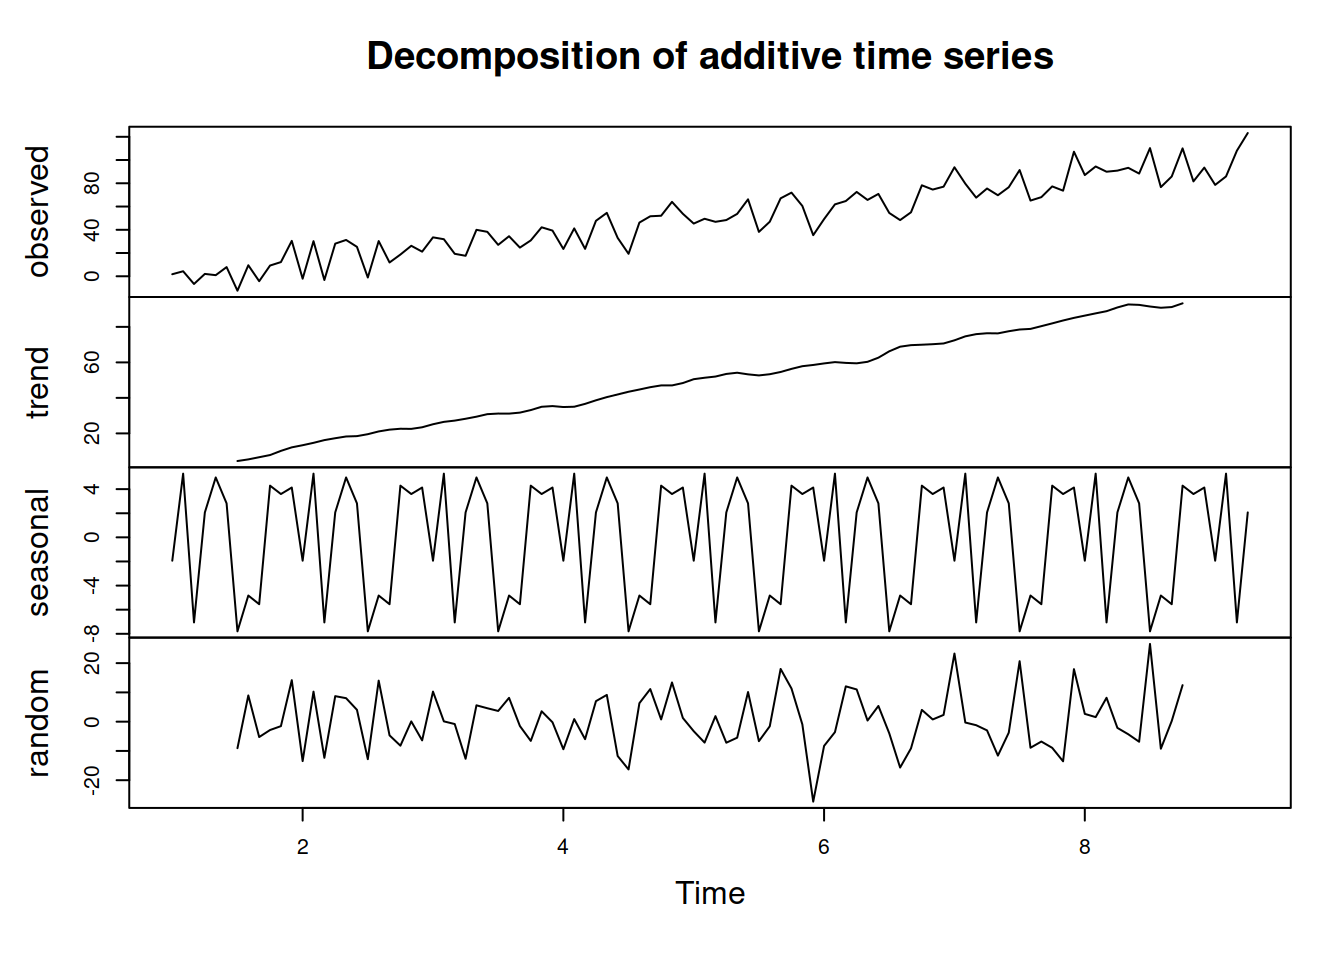 Decomposition of additive time series
observed
0 40 80
trend
20 60
seasonal
-8 -4 0 4
random
-20 0 20
2 4 6 8
Time